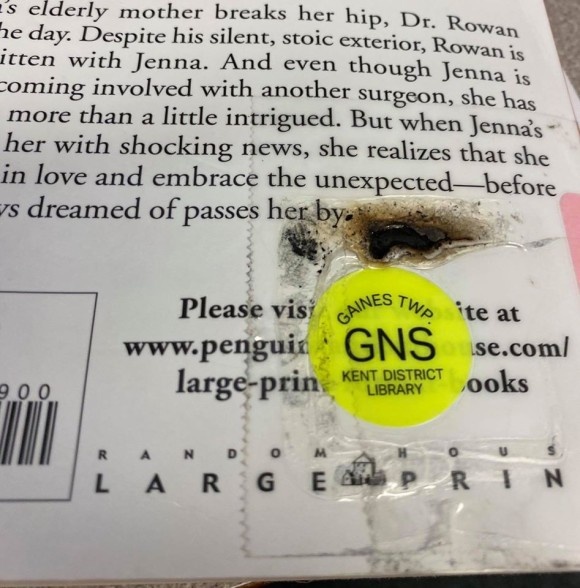 's elderly mother breaks her hip, Dr. Rowan
he day. Despite his silent, stoic exterior, Rowan is
itten with Jenna. And even though Jenna is
coming involved with another surgeon, she has
more than a little intrigued. But when Jenna's
her with shocking news, she realizes that she
in love and embrace the unexpected—before
ys dreamed of passes her by.
Please vis
ite at
www.pengui
se.com/
large-prin
ooks
GAINES TWP.
GNS
KENT DISTRICT
LIBRARY
900
RANDOM HOUS
LARGE PRIN